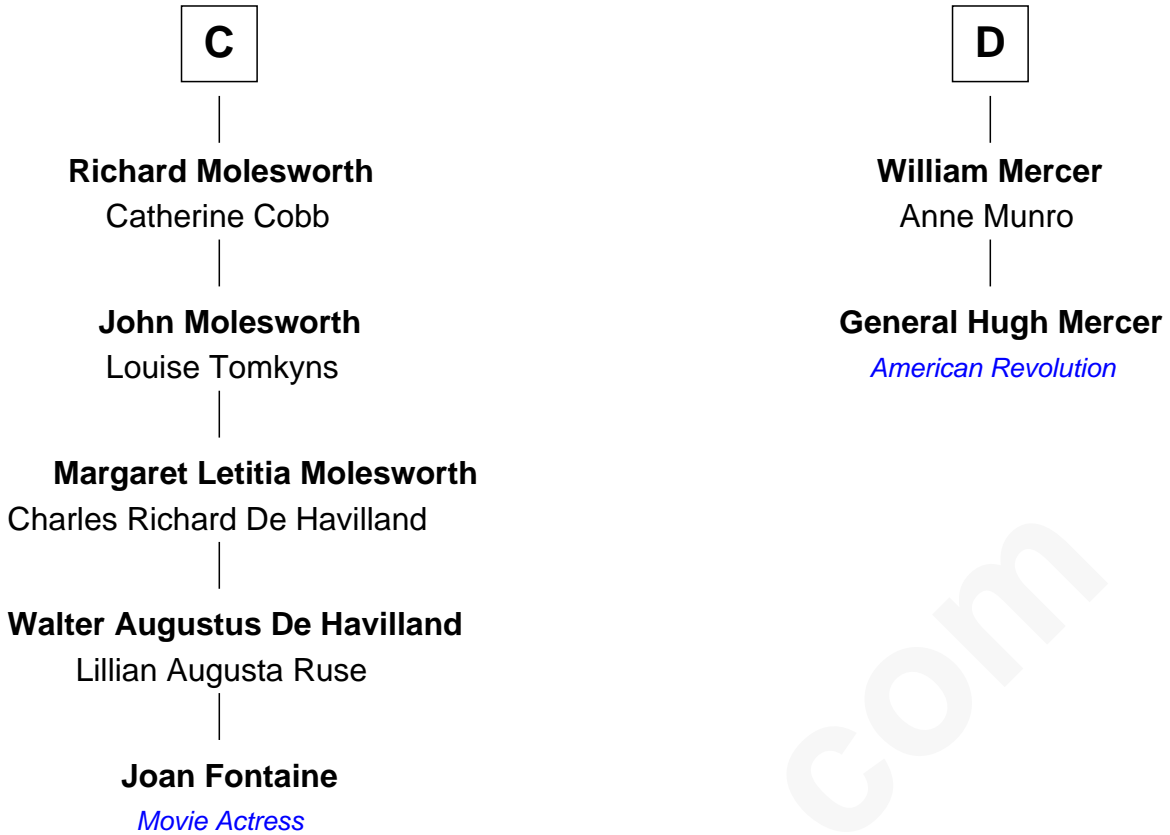 C
Richard Molesworth
Catherine Cobb
John Molesworth
Louise Tomkyns
Margaret Letitia Molesworth
Charles Richard De Havilland
Walter Augustus De Havilland
Lillian Augusta Ruse
Joan Fontaine
Movie Actress
D
William Mercer
Anne Munro
General Hugh Mercer
American Revolution
com